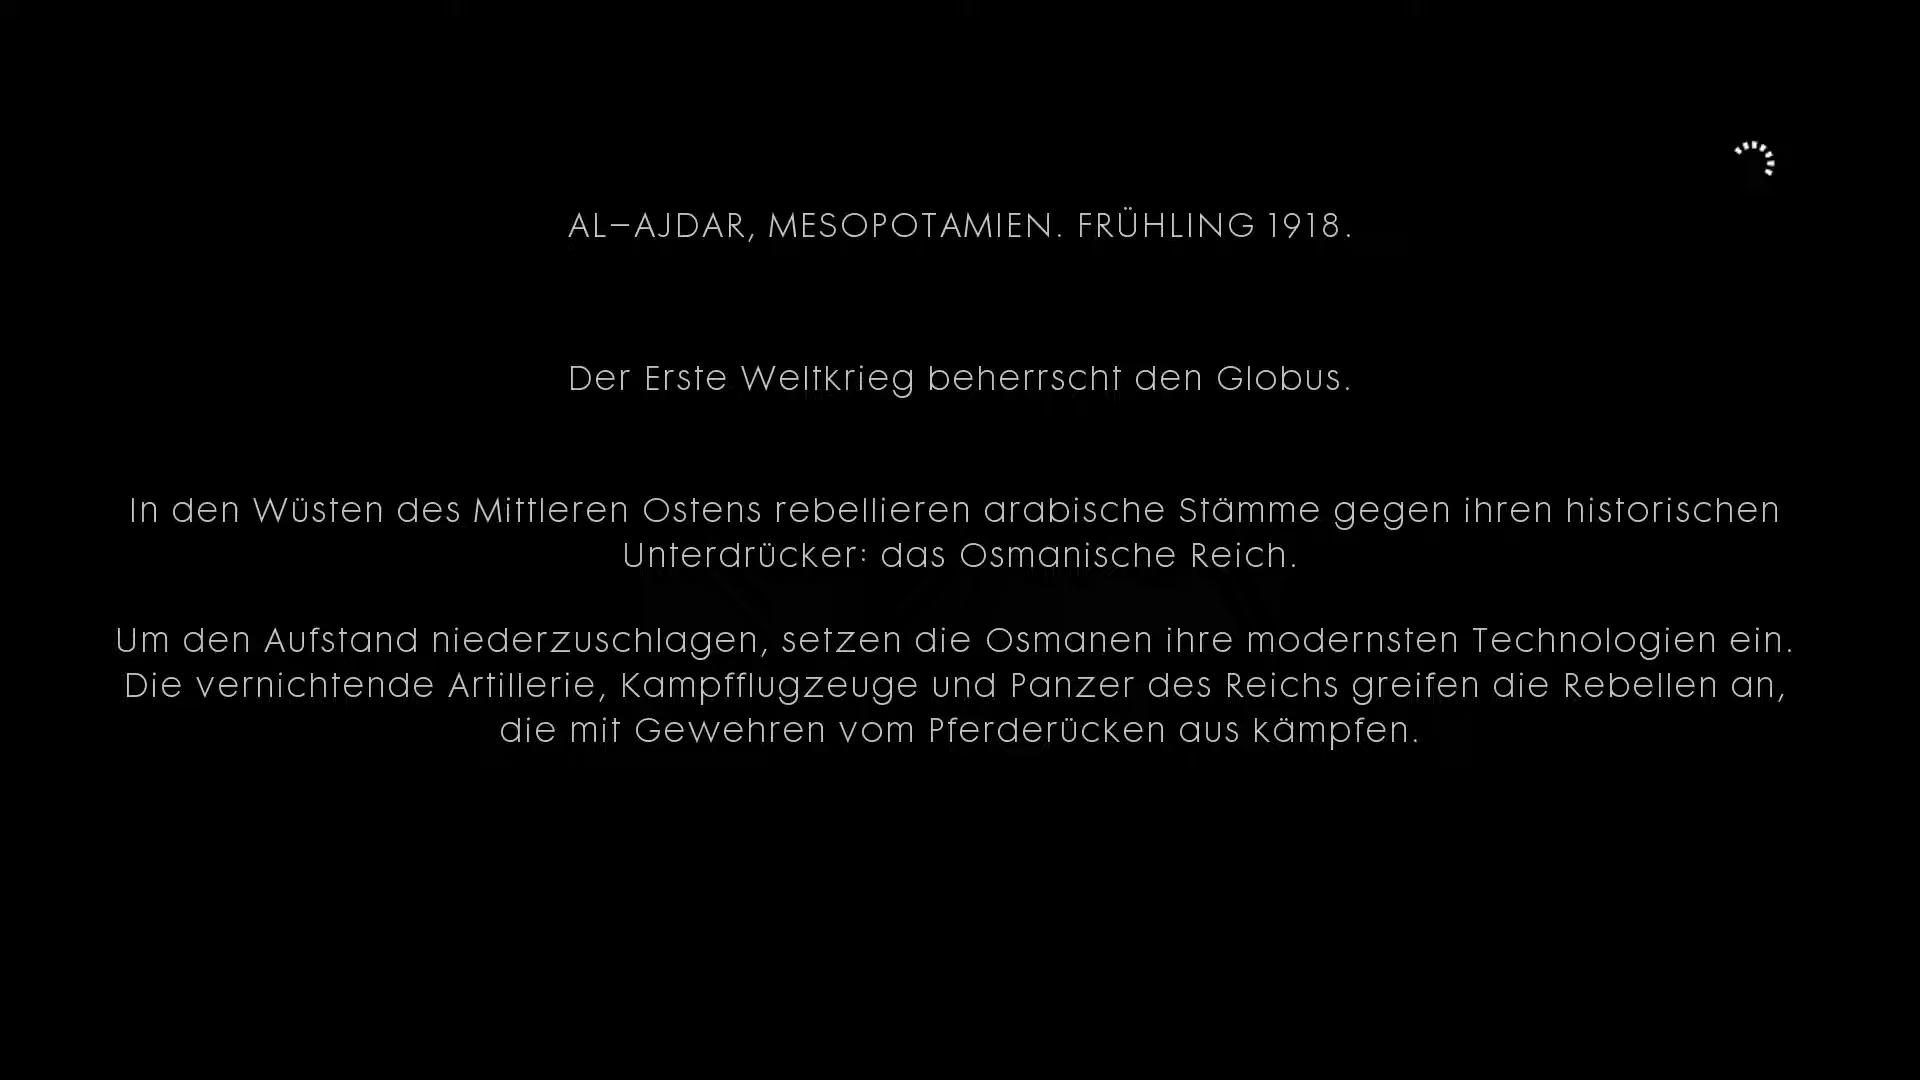 AL–AJDAR, MESOPOTAMIEN. FRÜHLING 1918.
Der Erste Weltkrieg beherrscht den Globus.
In den Wüsten des Mittleren Ostens rebellieren arabische Stämme gegen ihren historischen
Unterdrücker: das Osmanische Reich.
Um den Aufstand niederzuschlagen, setzen die Osmanen ihre modernsten Technologien ein.
Die vernichtende Artillerie, Kampfflugzeuge und Panzer des Reichs greifen die Rebellen an,
die mit Gewehren vom Pferderücken aus kämpfen.